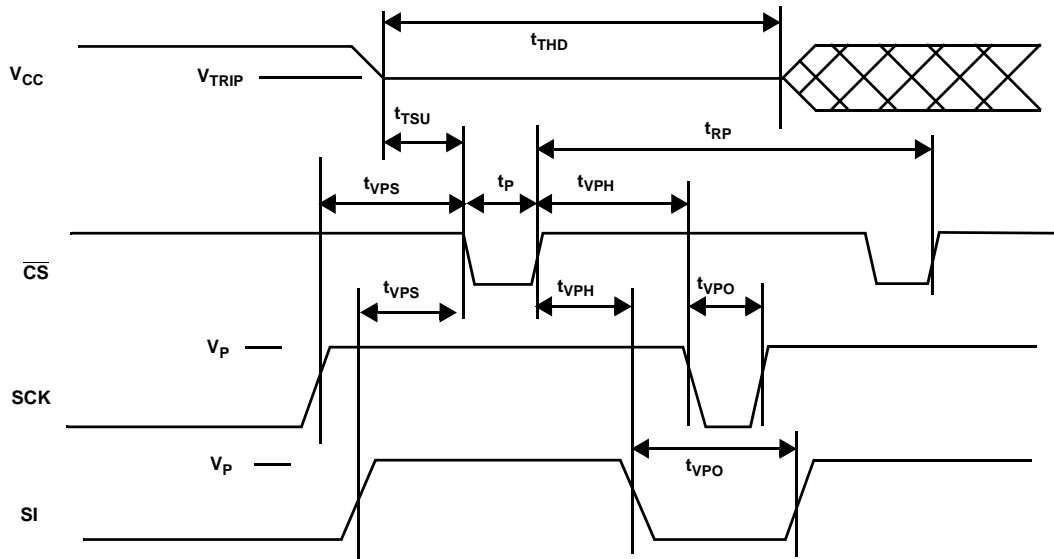 tTHD
VCC
VTRIP
tTSU
tRP
tVPS
tP
tVPH
CS
tVPS
tVPH
tVPO
VP
SCK
VP
tVPO
SI